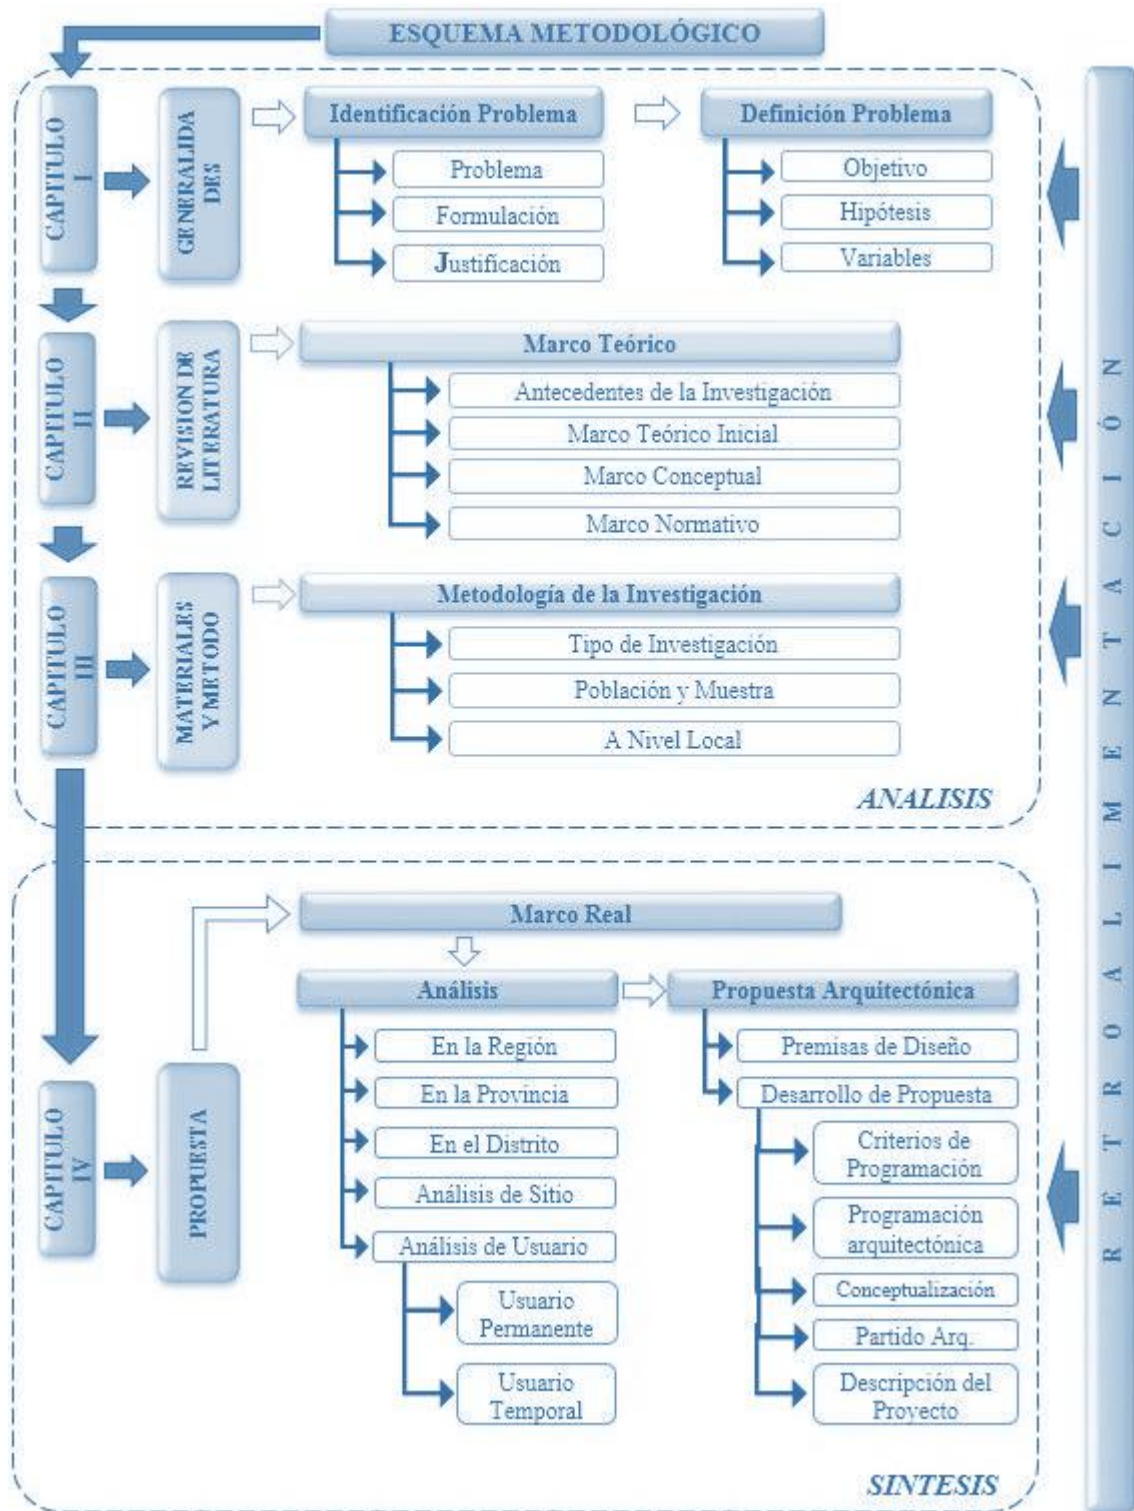 ESQUEMA METODOLÓGICO
CAPITULO
I
GENERALIDA
DES
Identificación Problema
Problema
Formulación
Justificación
Definición Problema
Objetivo
Hipótesis
Variables
CAPITULO
II
REVISION DE
LITERATURA
Marco Teórico
Antecedentes de la Investigación
Marco Teórico Inicial
Marco Conceptual
Marco Normativo
CAPITULO
III
MATERIALES
Y METODO
Metodología de la Investigación
Tipo de Investigación
Población y Muestra
A Nivel Local
ANALISIS
CAPITULO
IV
PROPUESTA
Marco Real
Análisis
En la Región
En la Provincia
En el Distrito
Análisis de Sitio
Análisis de Usuario
Usuario
Permanente
Usuario
Temporal
Propuesta Arquitectónica
Premisas de Diseño
Desarrollo de Propuesta
Criterios de
Programación
Programación
arquitectónica
Conceptualización
Partido Arq.
Descripción del
Proyecto
SINTESIS
RETROALIMENTACIÓN